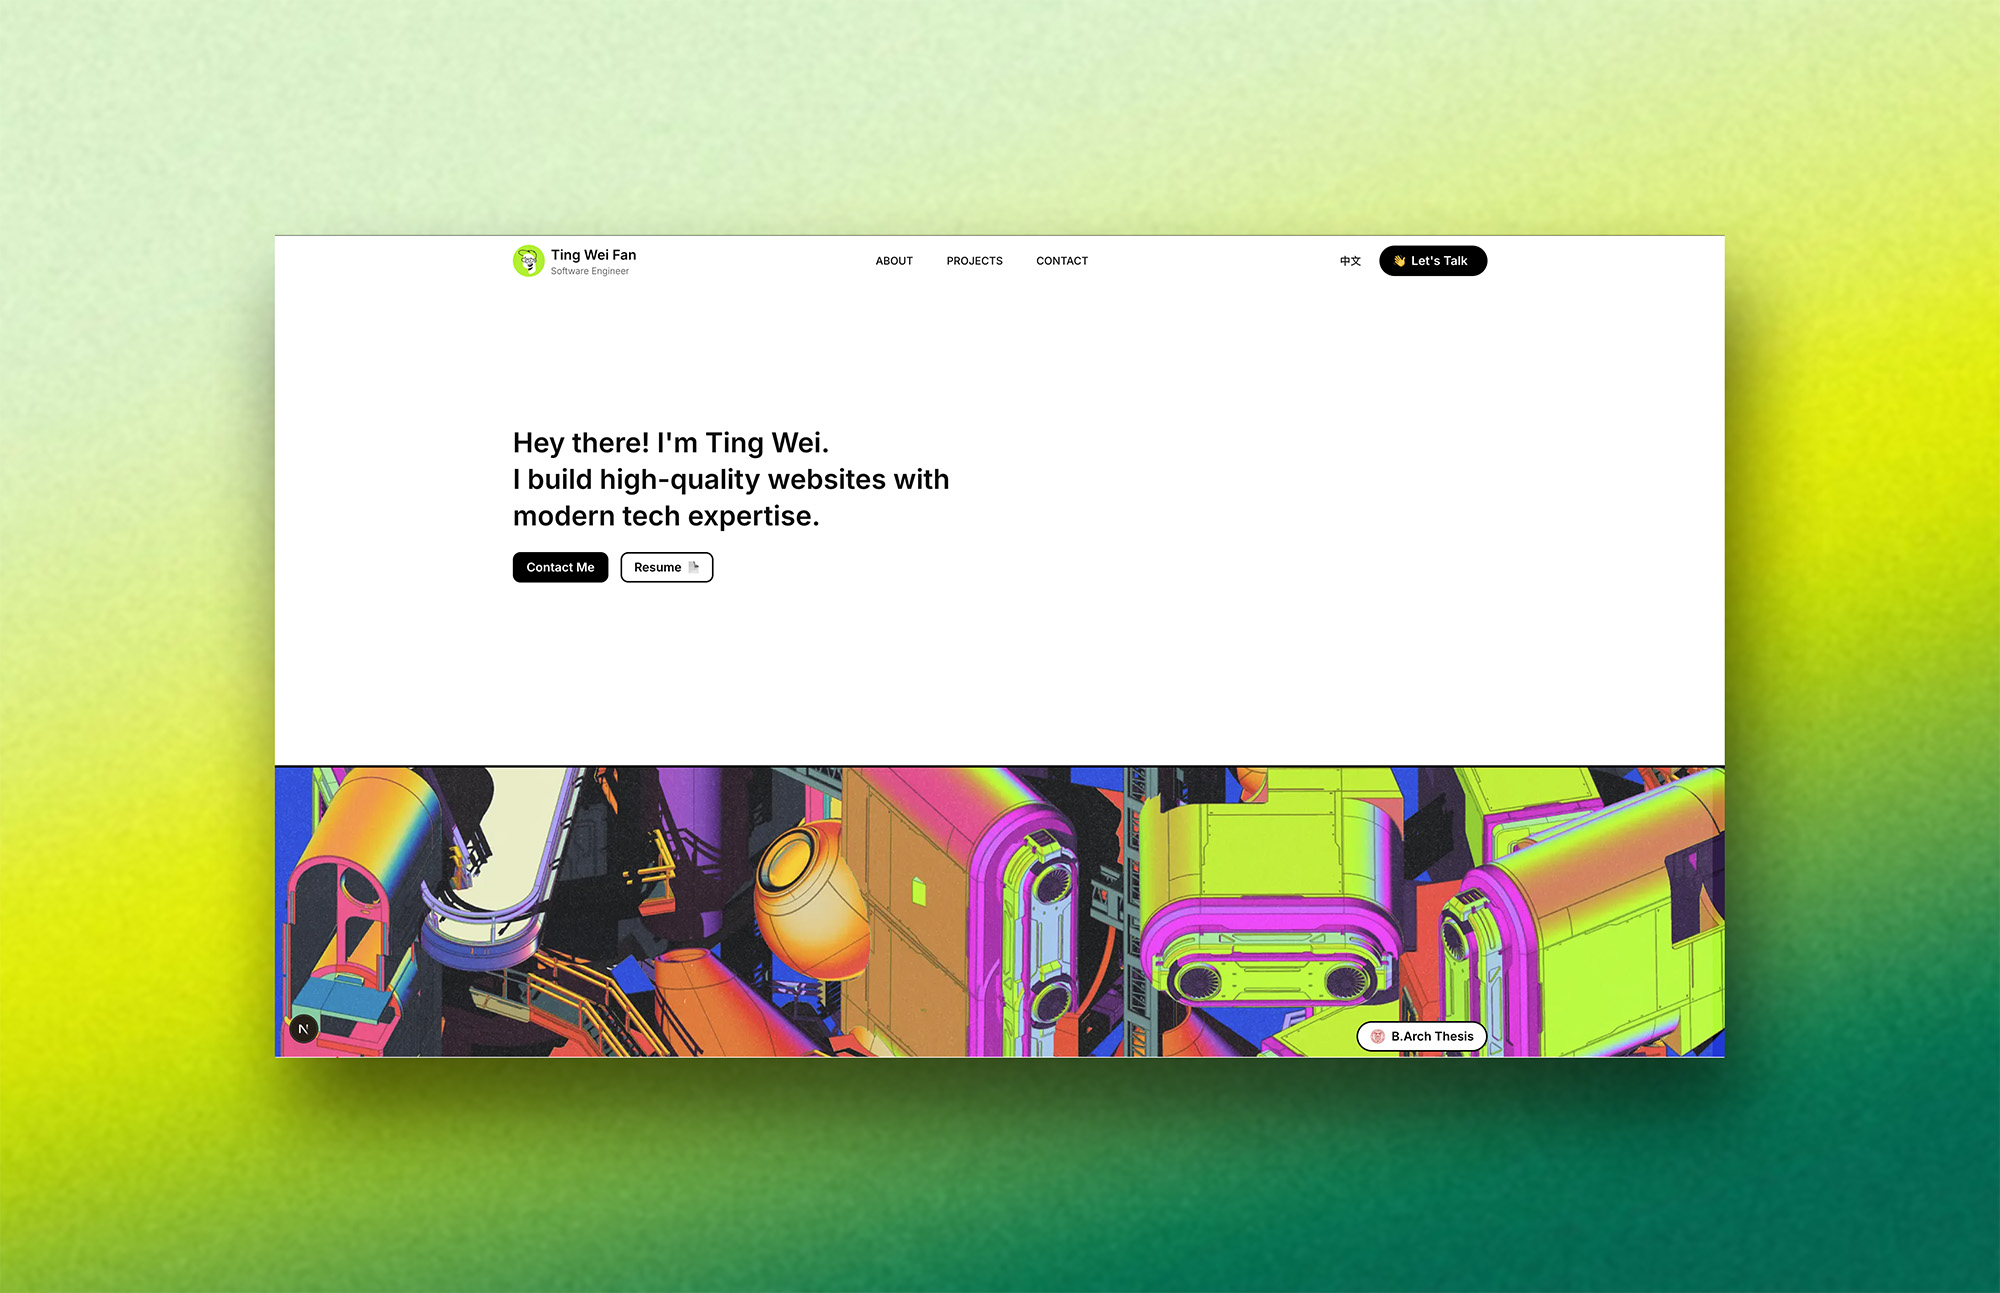 Ting Wei Fan
Software Engineer
ABOUT
PROJECTS
CONTACT
中文
👋 Let's Talk
Hey there! I'm Ting Wei.
I build high-quality websites with
modern tech expertise.
Contact Me
Resume
N
B.Arch Thesis